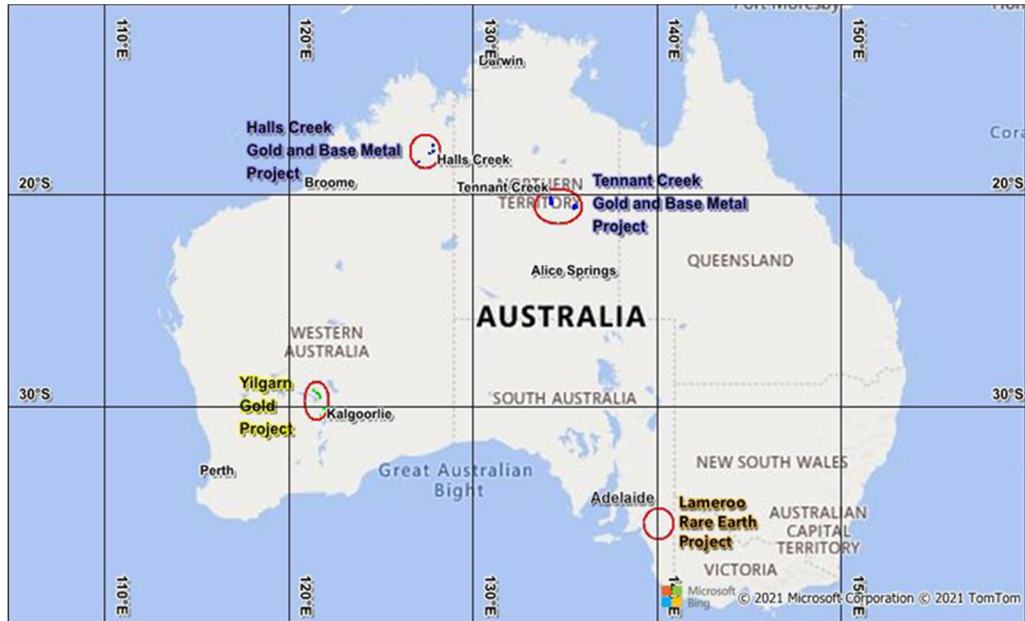 Port Moresby
110°E
120°E
130°E
140°E
150°E
Darwin
Halls Creek
Gold and Base Metal
Project
Halls Creek
Broome
20°S
20°S
Tennant Creek
NORTHERN
TERRITORY
Tennant Creek
Gold and Base Metal
Project
Alice Springs
QUEENSLAND
AUSTRALIA
WESTERN
AUSTRALIA
Yilgarn
Gold
Project
Kalgoorlie
SOUTH AUSTRALIA
30°S
30°S
Perth
Great Australian
Bight
NEW SOUTH WALES
Adelaide
Lameroo
Rare Earth
Project
AUSTRALIAN
CAPITAL
TERRITORY
VICTORIA
110°E
120°E
130°E
150°E
Microsoft
Bing
© 2021 Microsoft Corporation © 2021 TomTom